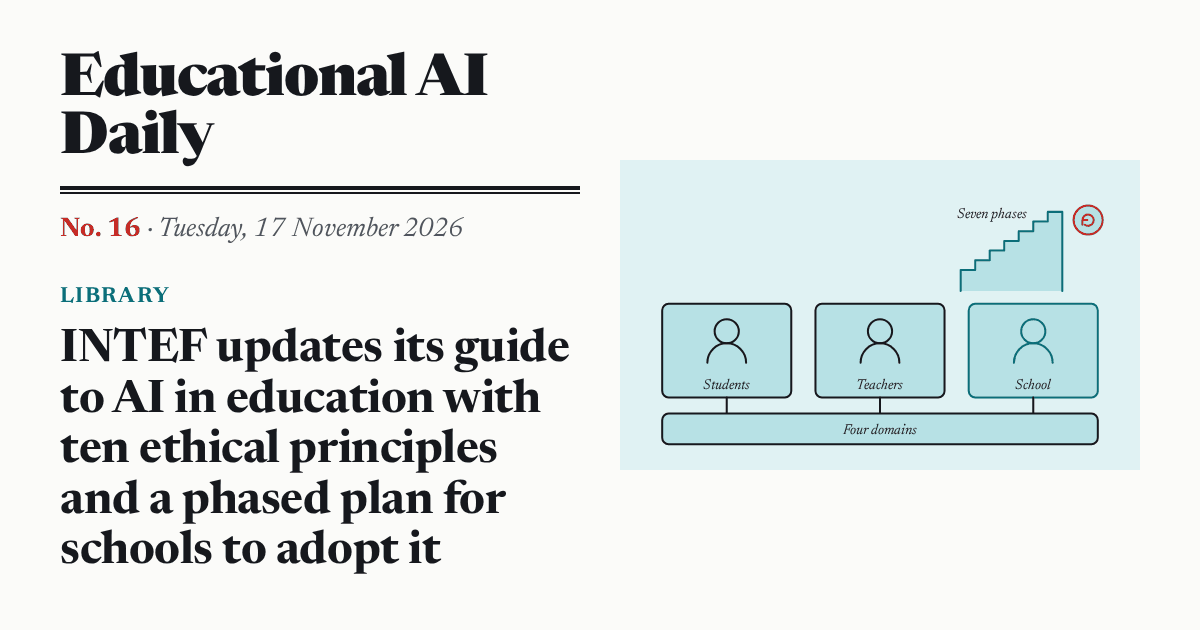 Educational AI
Daily
No. 16 · Tuesday, 17 November 2026
LIBRARY
INTEF updates its guide
to AI in education with
ten ethical principles
and a phased plan for
schools to adopt it
Seven phases
Students
Teachers
School
Four domains